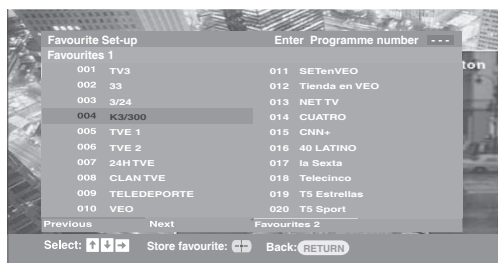 Favourite Set-up Enter Programme number - - -
Favourites 1
001 TV3
002 33
003 3/24
004 K3/300
005 TVE 1
006 TVE 2
007 24H TVE
008 CLAN TVE
009 TELEDEPORTE
010 VEO
011 SETenVEO
012 Tienda en VEO
013 NET TV
014 CUATRO
015 CNN+
016 40 LATINO
017 la Sexta
018 Telecinco
019 T5 Estrellas
020 T5 Sport
Previous Next Favourites 2
Select: ↑ ↓ → Store favourite: Back: RETURN